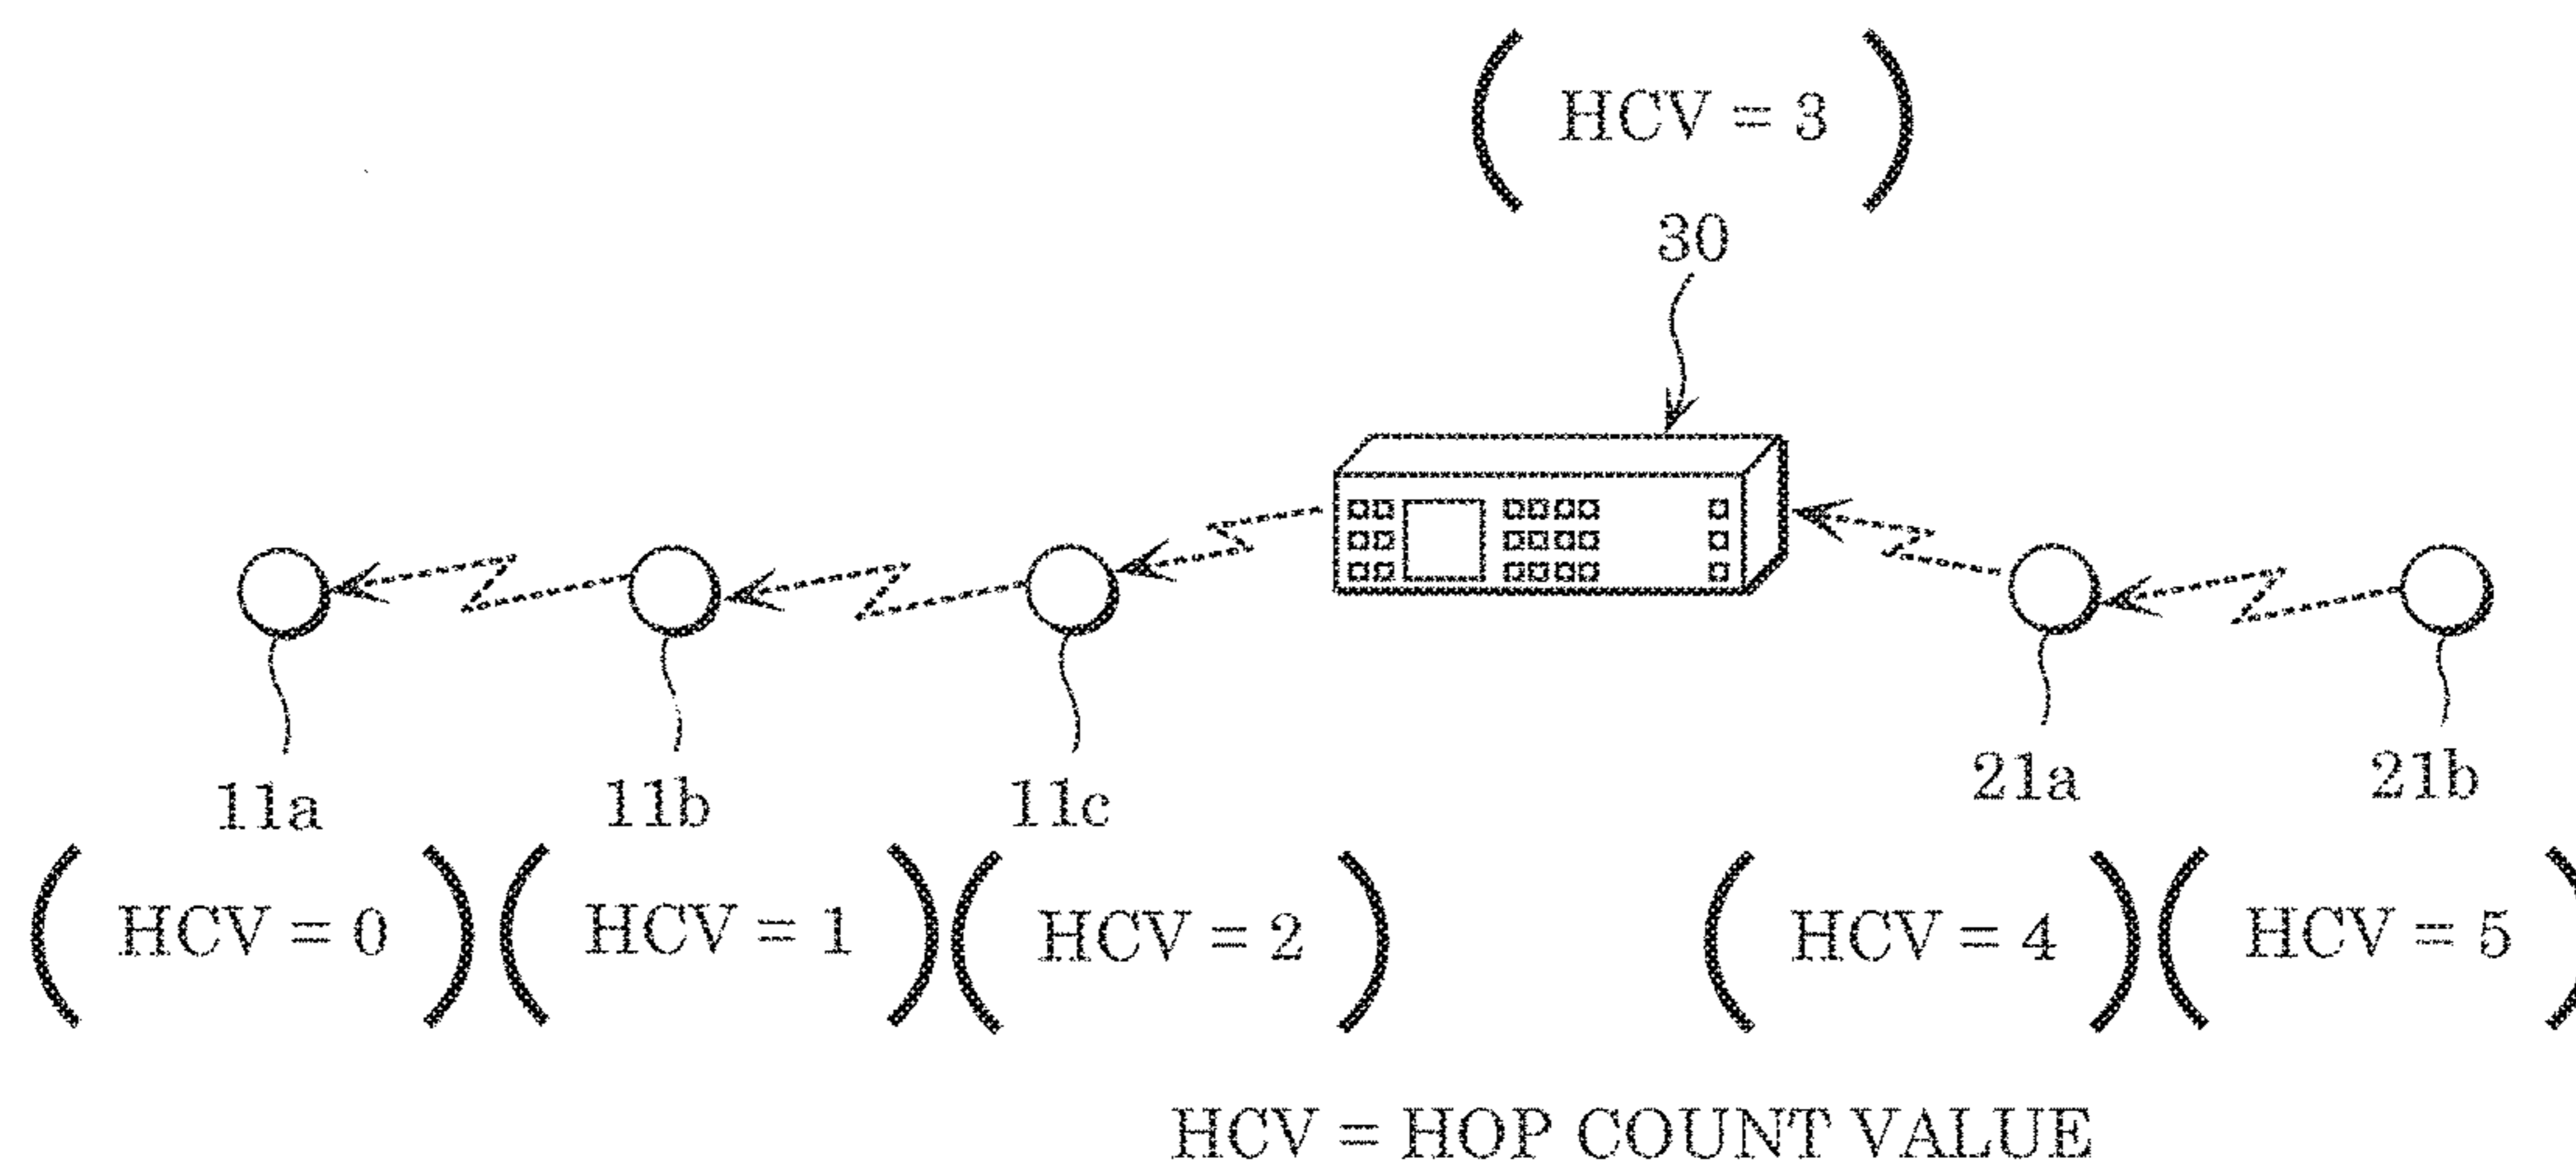 ( HCV = 3 )
30
11a 11b 11c 21a 21b
( HCV = 0 ) ( HCV = 1 ) ( HCV = 2 ) ( HCV = 4 ) ( HCV = 5 )
HCV = HOP COUNT VALUE